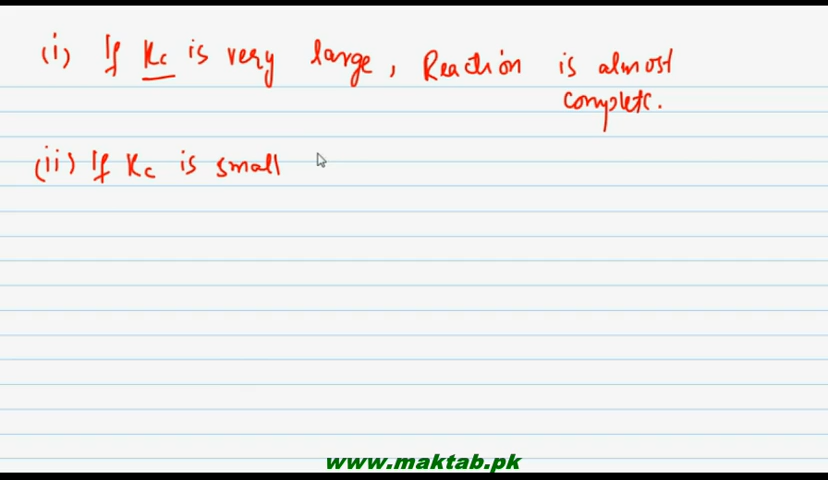 (i) If Kc is very large, Reaction is almost
complete.
(ii) If Kc is small
www.maktab.pk